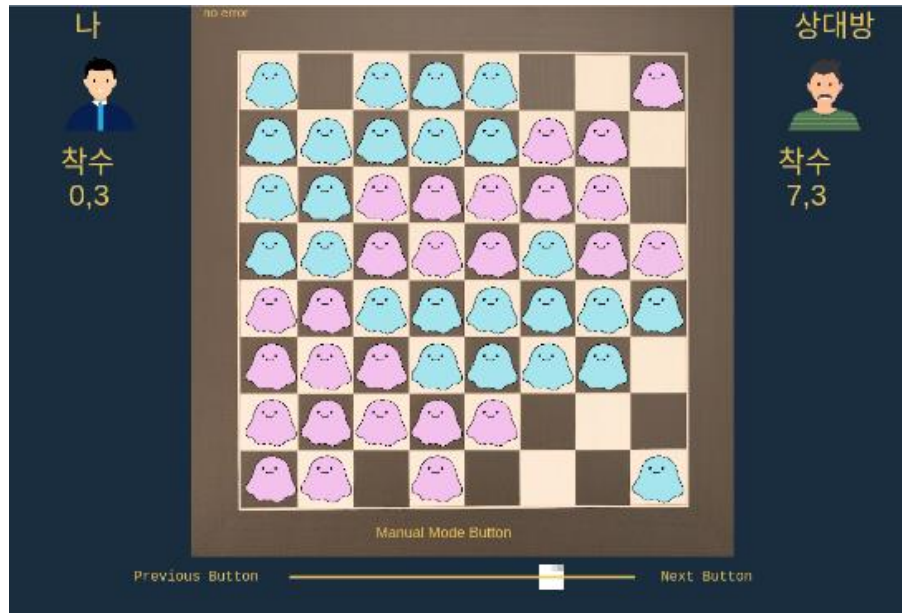 no error
나
상대방
착수
0,3
착수
7,3
Manual Mode Button
Previous Button
Next Button